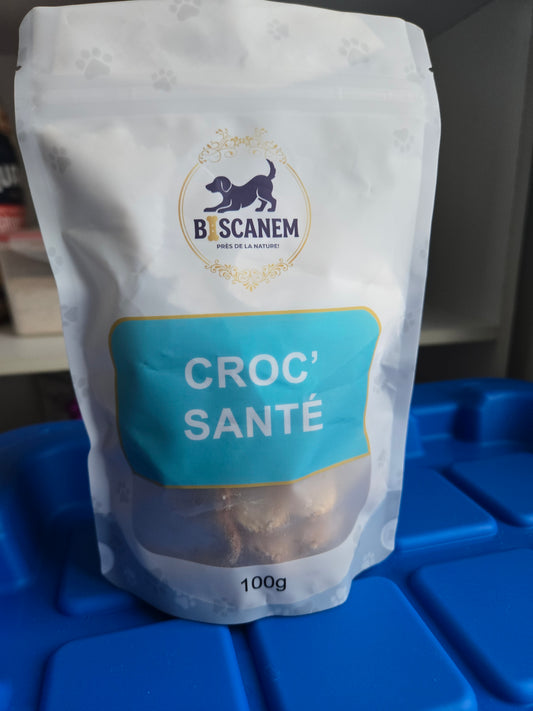 BISCANEM
PRÈS DE LA NATURE!
CROC'
SANTÉ
100g